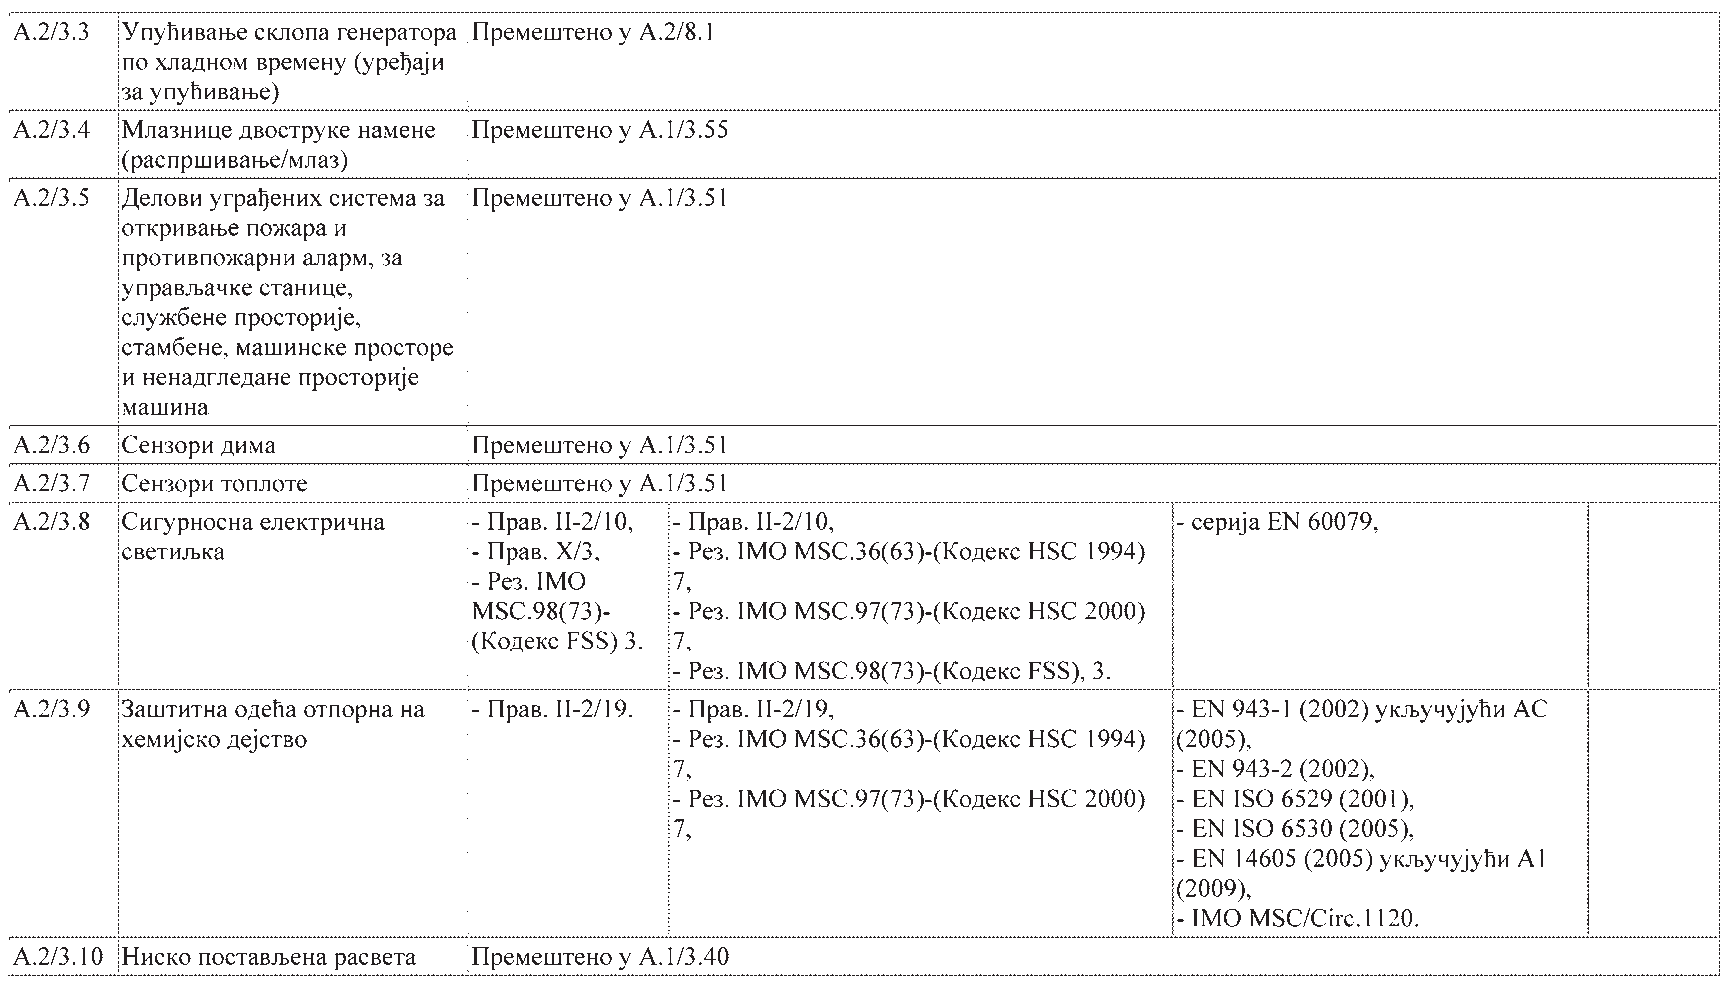 А.2/3.3
Упућивање склопа генератора
по хладном времену (уређаји
за упућивање)
Премештено у А.2/8.1
А.2/3.4
Млазнице двоструке намене
(распршивање/млаз)
Премештено у А.1/3.55
А.2/3.5
Делови уграђених система за
откривање пожара и
противпожарни аларм, за
управљачке станице,
службене просторије,
стамбене, машинске просторе
и ненадгледане просторије
машина
Премештено у А.1/3.51
А.2/3.6
Сензори дима
Премештено у А.1/3.51
А.2/3.7
Сензори топлоте
Премештено у А.1/3.51
А.2/3.8
Сигурносна електрична
светиљка
- Прав. II-2/10,
- Прав. X/3,
- Рез. IMO
MSC.98(73)-
(Кодекс FSS) 3.
- Прав. II-2/10,
- Рез. IMO MSC.36(63)-(Кодекс HSC 1994)
7,
- Рез. IMO MSC.97(73)-(Кодекс HSC 2000)
7,
- Рез. IMO MSC.98(73)-(Кодекс FSS), 3.
- серија EN 60079,
А.2/3.9
Заштитна одећа отпорна на
хемијско дејство
- Прав. II-2/19.
- Прав. II-2/19,
- Рез. IMO MSC.36(63)-(Кодекс HSC 1994)
7,
- Рез. IMO MSC.97(73)-(Кодекс HSC 2000)
7,
- EN 943-1 (2002) укључујући AC
(2005),
- EN 943-2 (2002),
- EN ISO 6529 (2001),
- EN ISO 6530 (2005),
- EN 14605 (2005) укључујући A1
(2009),
- IMO MSC/Circ.1120.
А.2/3.10
Ниско постављена расвета
Премештено у А.1/3.40